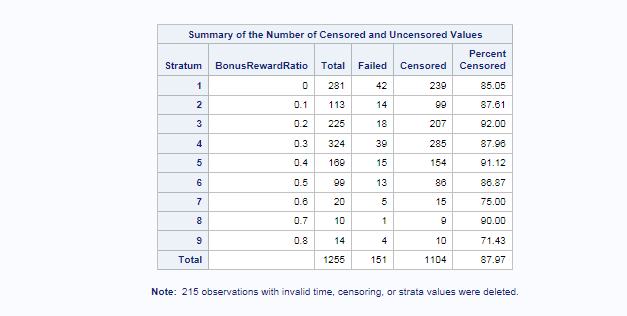 Summary of the Number of Censored and Uncensored Values
Stratum BonusRewardRatio Total Failed Censored Percent Censored
1 0 281 42 239 85.05
2 0.1 113 14 99 87.61
3 0.2 225 18 207 92.00
4 0.3 324 39 285 87.96
5 0.4 169 15 154 91.12
6 0.5 99 13 86 86.87
7 0.6 20 5 15 75.00
8 0.7 10 1 9 90.00
9 0.8 14 4 10 71.43
Total 1255 151 1104 87.97
Note: 215 observations with invalid time, censoring, or strata values were deleted.